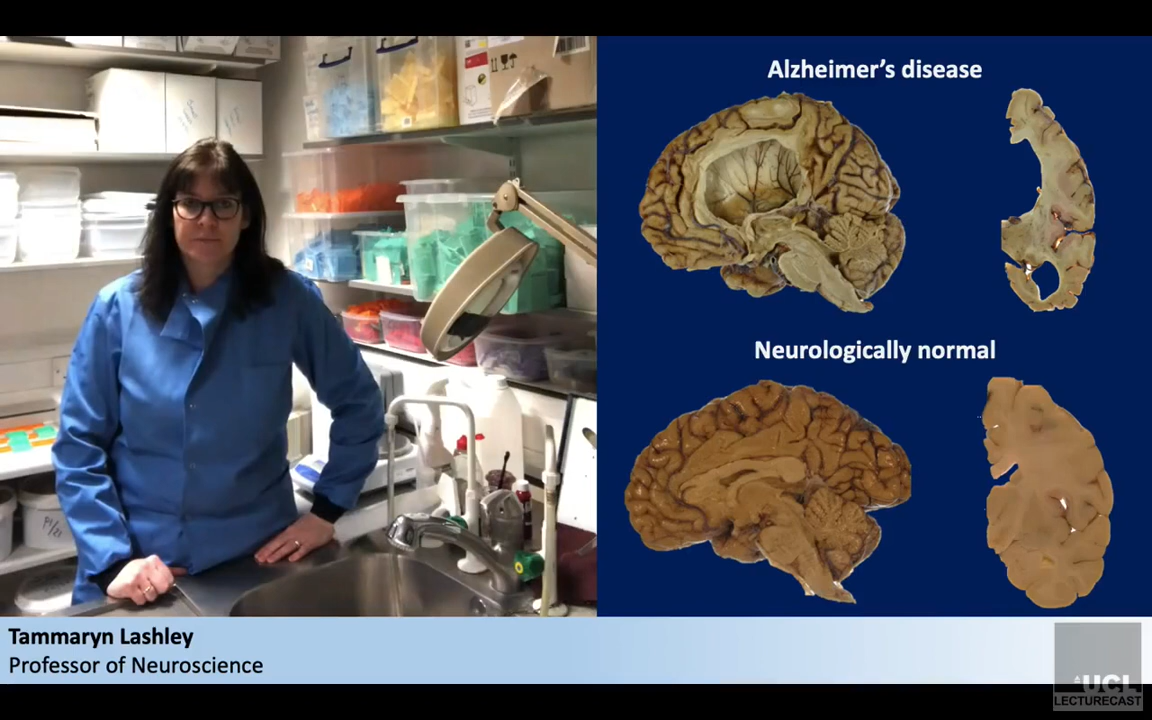 Alzheimer's disease
Neurologically normal
Tammaryn Lashley
Professor of Neuroscience
UCL
LECTURECAST